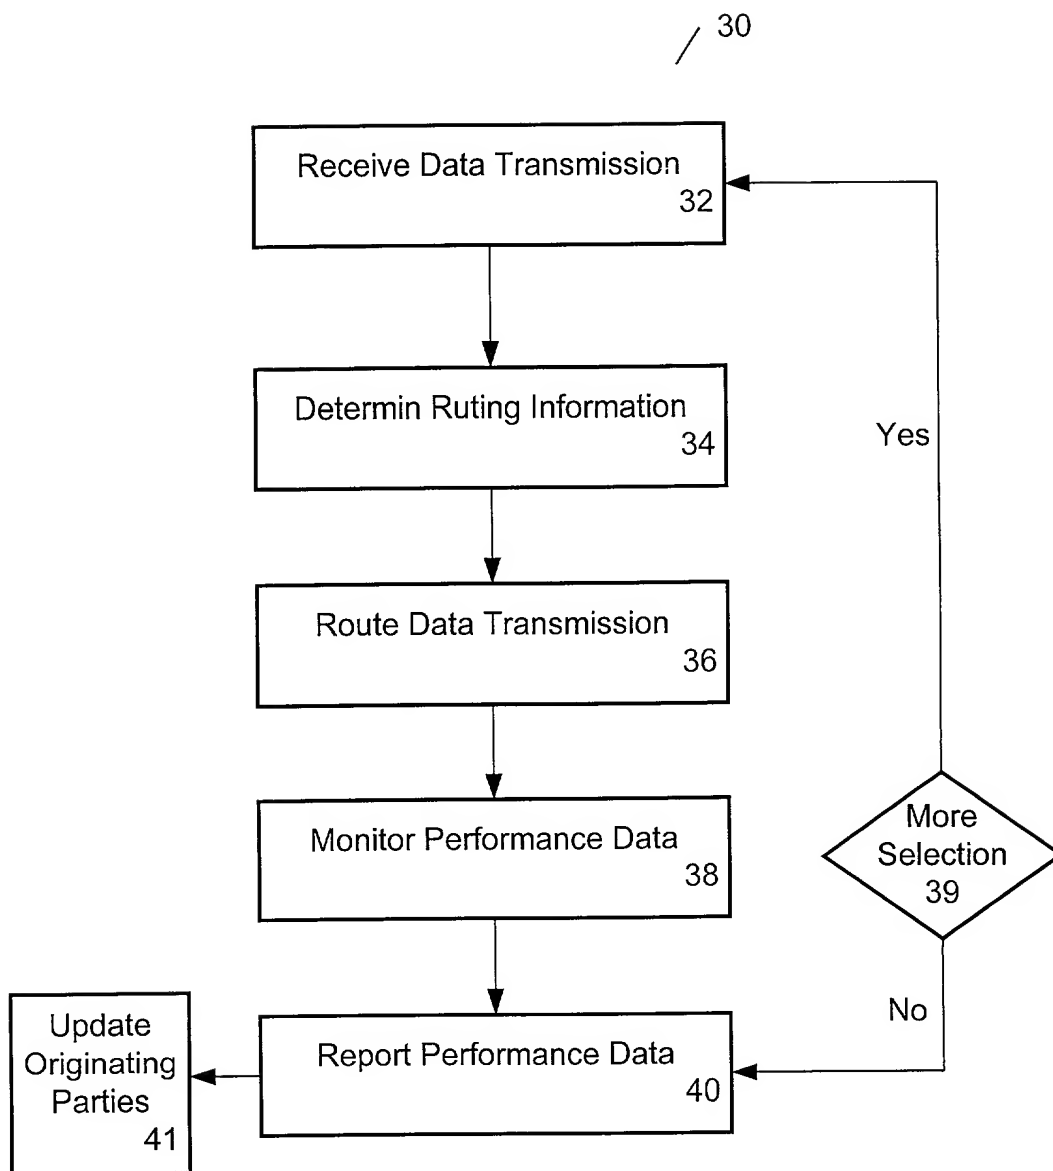 30
Receive Data Transmission
32
Determin Ruting Information
34
Yes
Route Data Transmission
36
Monitor Performance Data
38
More
Selection
39
No
Update
Originating
Parties
41
Report Performance Data
40